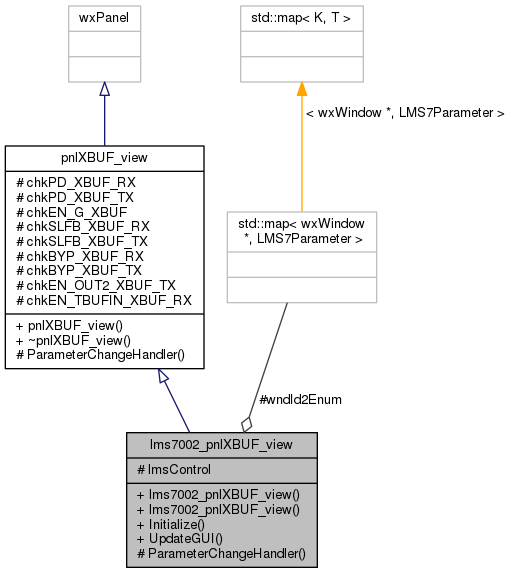 wxPanel
std::map< K, T >
< wxWindow *, LMS7Parameter >
pnlXBUF_view
# chkPD_XBUF_RX
# chkPD_XBUF_TX
# chkEN_G_XBUF
# chkSLFB_XBUF_RX
# chkSLFB_XBUF_TX
# chkBYP_XBUF_RX
# chkBYP_XBUF_TX
# chkEN_OUT2_XBUF_TX
# chkEN_TBUFIN_XBUF_RX
+ pnlXBUF_view()
+ ~pnlXBUF_view()
# ParameterChangeHandler()
std::map< wxWindow
*, LMS7Parameter >
#wndId2Enum
lms7002_pnlXBUF_view
# lmsControl
+ lms7002_pnlXBUF_view()
+ lms7002_pnlXBUF_view()
+ Initialize()
+ UpdateGUI()
# ParameterChangeHandler()